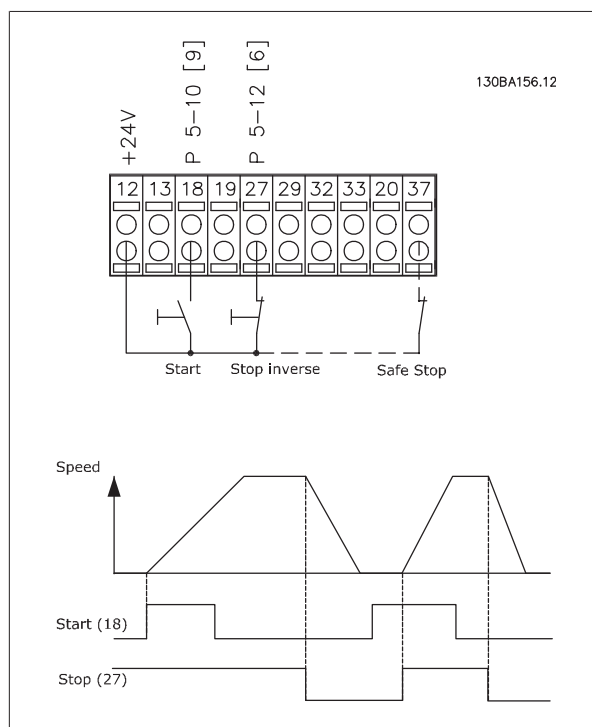 130BA156.12
+24V
P 5-10 [9]
P 5-12 [6]
12 13 18 19 27 29 32 33 20 37
Start Stop inverse Safe Stop
Speed
Start (18)
Stop (27)